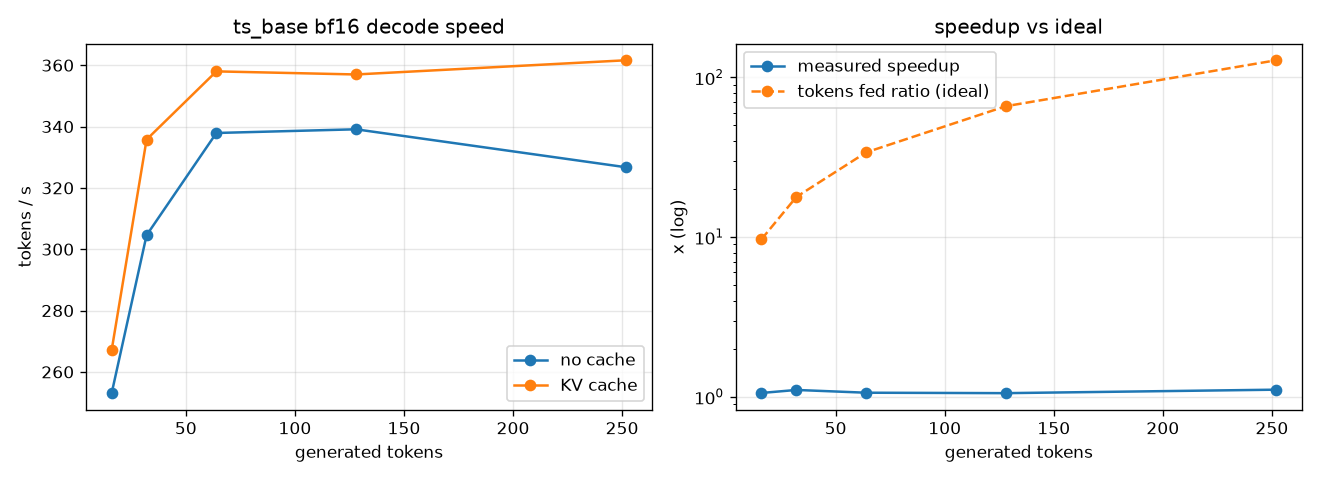 ts_base bf16 decode speed
360
340
320
300
280
260
tokens / s
50
100
150
200
250
generated tokens
no cache
KV cache
speedup vs ideal
measured speedup
tokens fed ratio (ideal)
10²
10¹
10⁰
x (log)
50
100
150
200
250
generated tokens